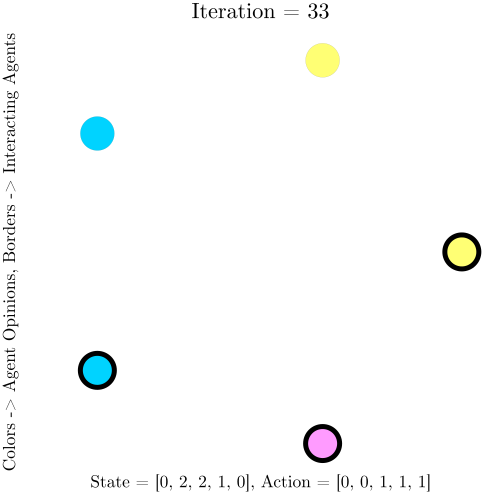 Iteration = 33
Colors -> Agent Opinions, Borders -> Interacting Agents
State = [0, 2, 2, 1, 0], Action = [0, 0, 1, 1, 1]